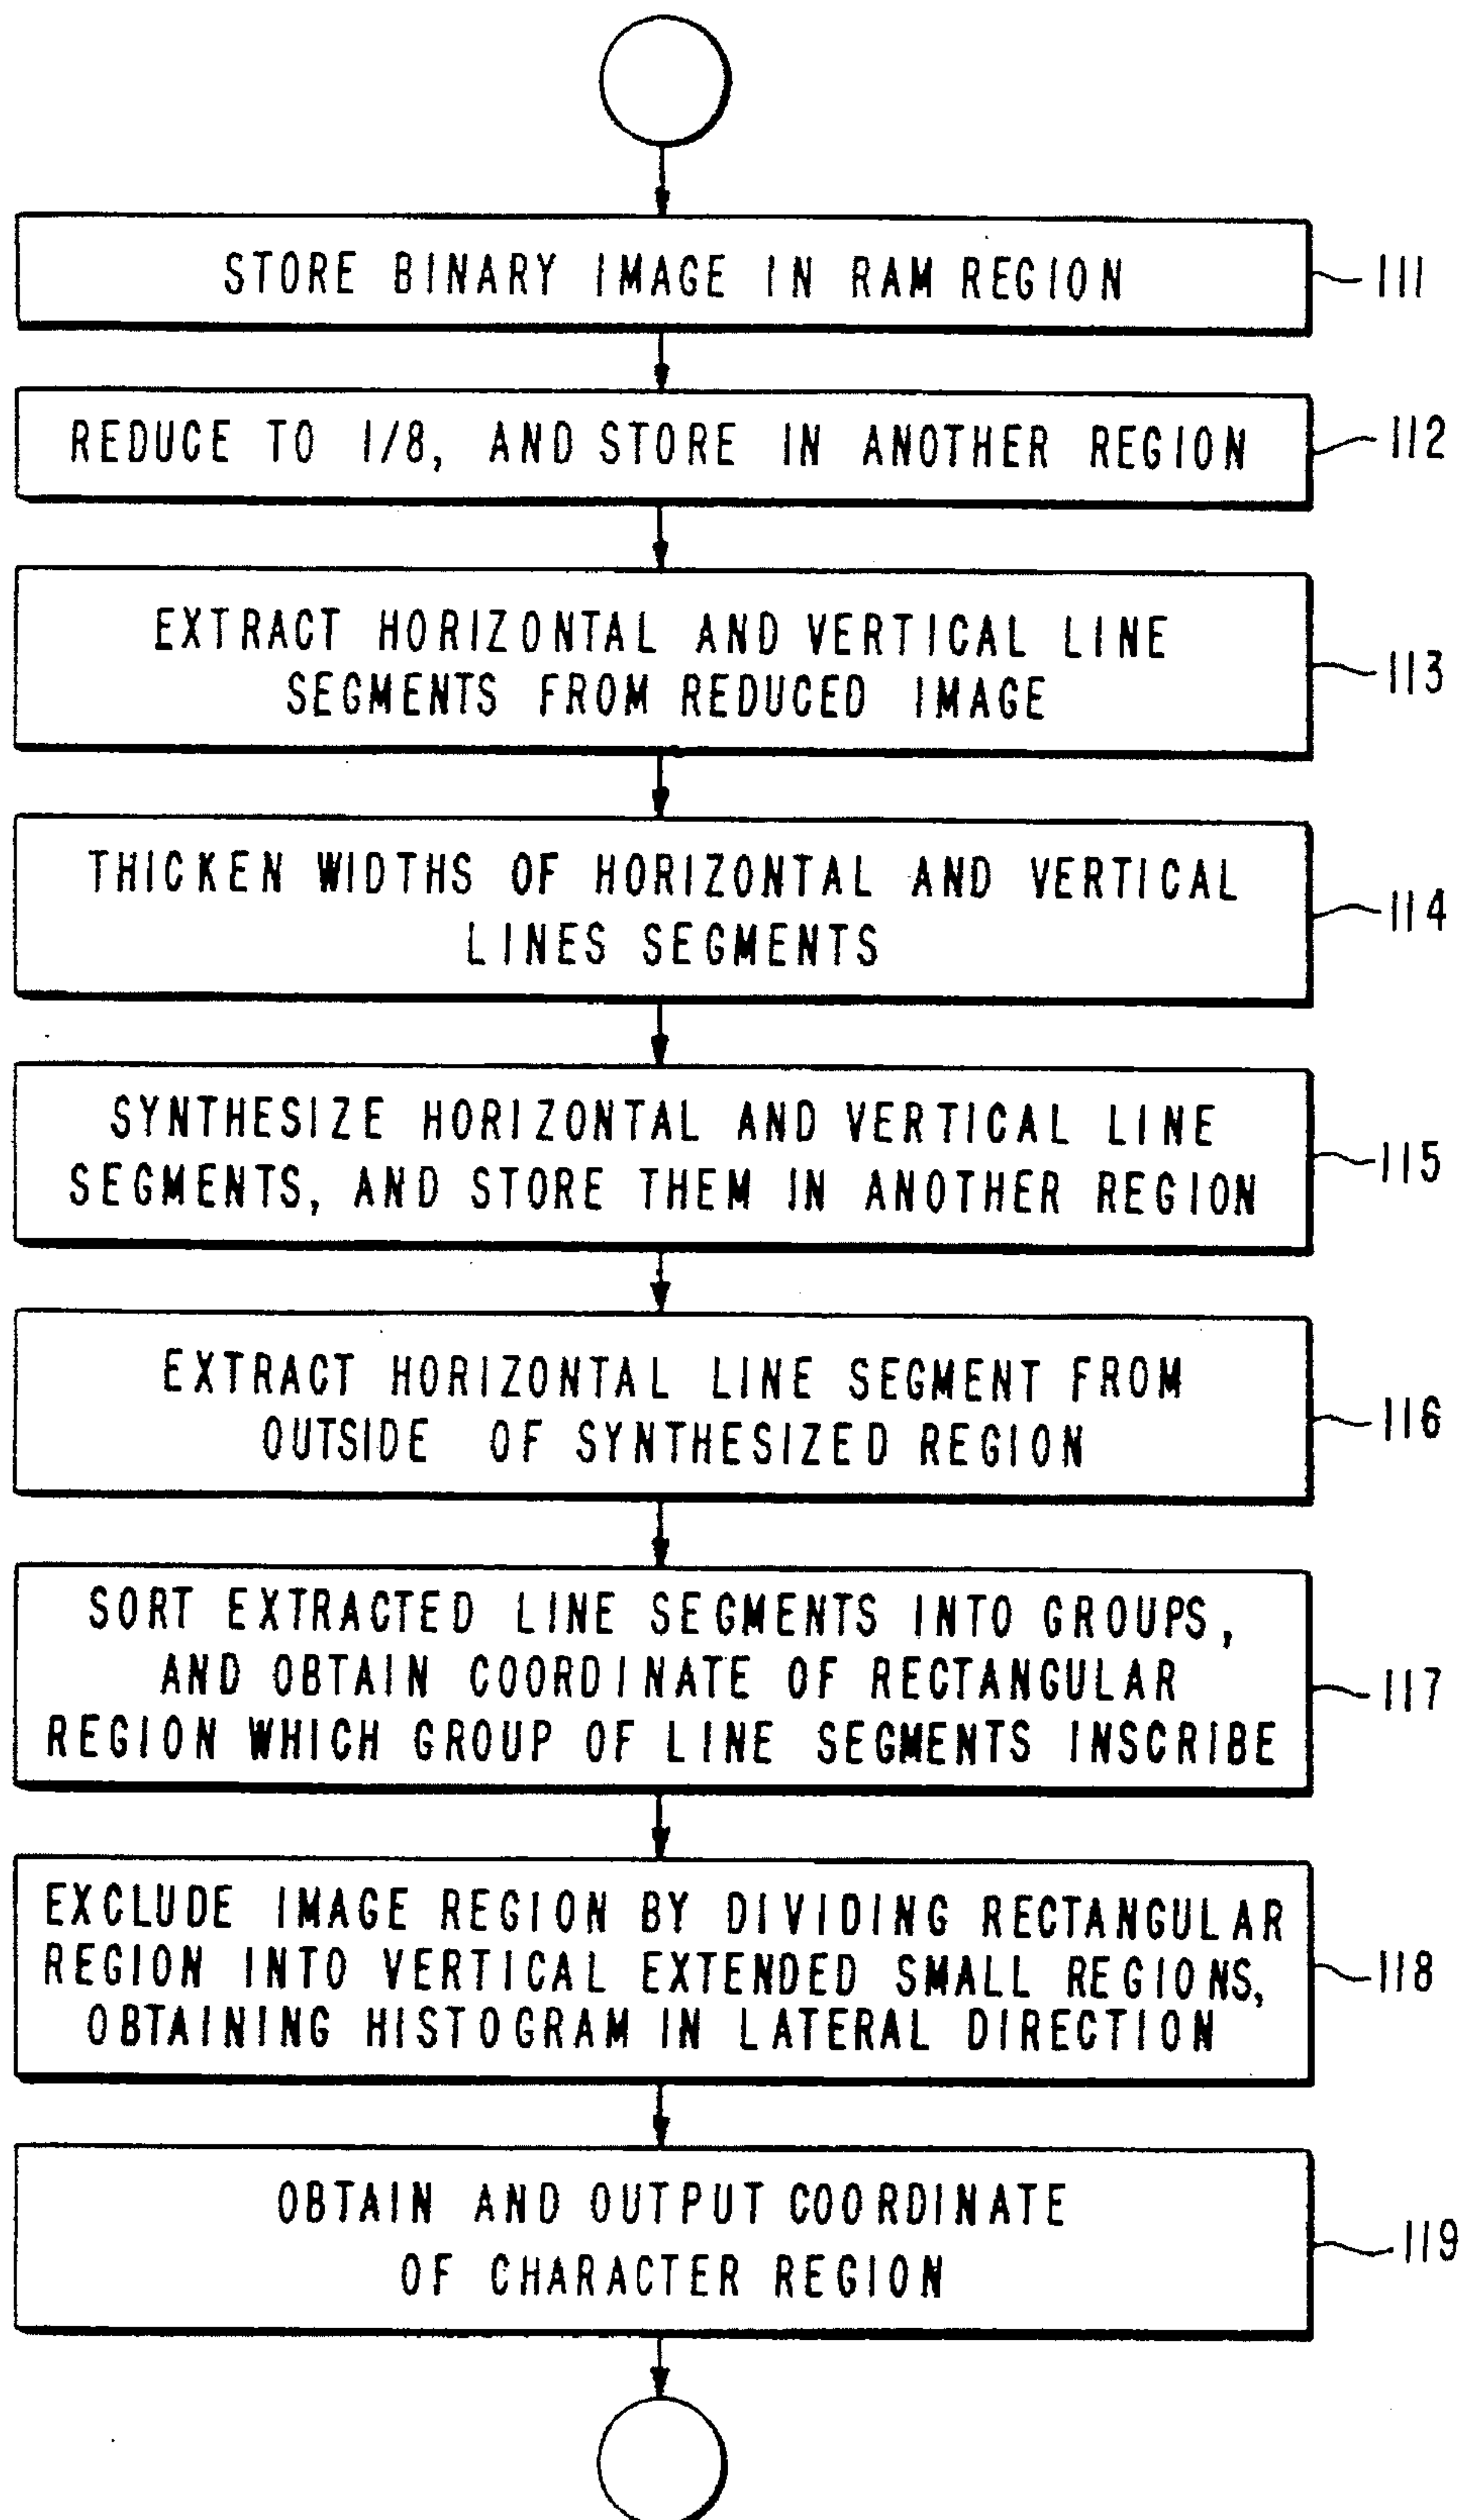 STORE BINARY IMAGE IN RAM REGION
111
REDUCE TO 1/8, AND STORE IN ANOTHER REGION
112
EXTRACT HORIZONTAL AND VERTICAL LINE
SEGMENTS FROM REDUCED IMAGE
113
THICKEN WIDTHS OF HORIZONTAL AND VERTICAL
LINES SEGMENTS
114
SYNTHESIZE HORIZONTAL AND VERTICAL LINE
SEGMENTS, AND STORE THEM IN ANOTHER REGION
115
EXTRACT HORIZONTAL LINE SEGMENT FROM
OUTSIDE OF SYNTHESIZED REGION
116
SORT EXTRACTED LINE SEGMENTS INTO GROUPS,
AND OBTAIN COORDINATE OF RECTANGULAR
REGION WHICH GROUP OF LINE SEGMENTS INSCRIBE
117
EXCLUDE IMAGE REGION BY DIVIDING RECTANGULAR
REGION INTO VERTICAL EXTENDED SMALL REGIONS,
OBTAINING HISTOGRAM IN LATERAL DIRECTION
118
OBTAIN AND OUTPUT COORDINATE
OF CHARACTER REGION
119